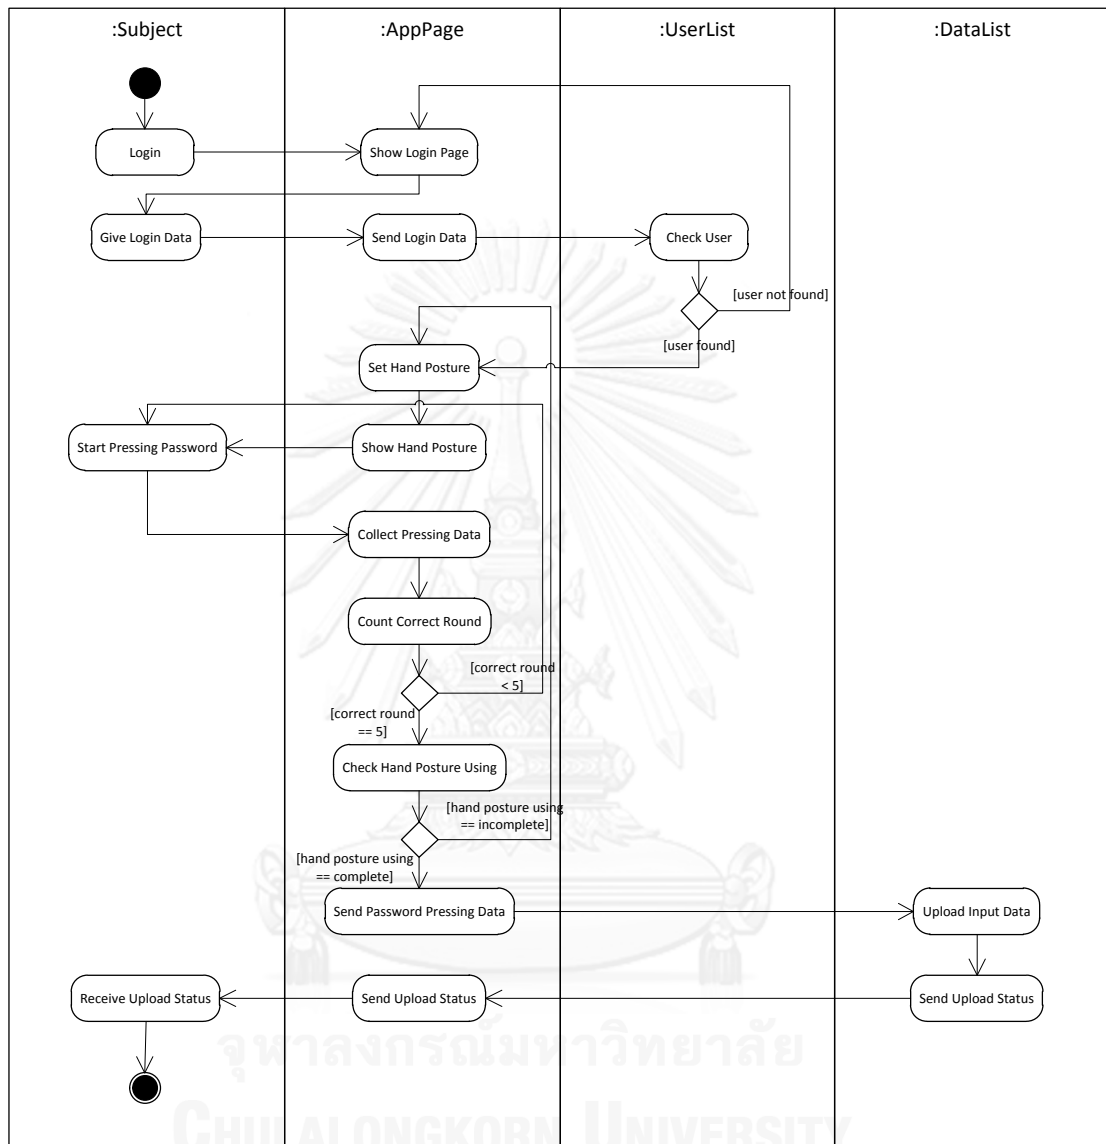 :Subject
:AppPage
:UserList
:DataList
Login
Show Login Page
Give Login Data
Send Login Data
Check User
[user not found]
[user found]
Set Hand Posture
Start Pressing Password
Show Hand Posture
Collect Pressing Data
Count Correct Round
[correct round
< 5]
[correct round
== 5]
Check Hand Posture Using
[hand posture using
== incomplete]
[hand posture using
== complete]
Send Password Pressing Data
Upload Input Data
Receive Upload Status
Send Upload Status
Send Upload Status
จุฬาลงกรณ์มหาวิทยาลัย
CHULALONGKORN UNIVERSITY